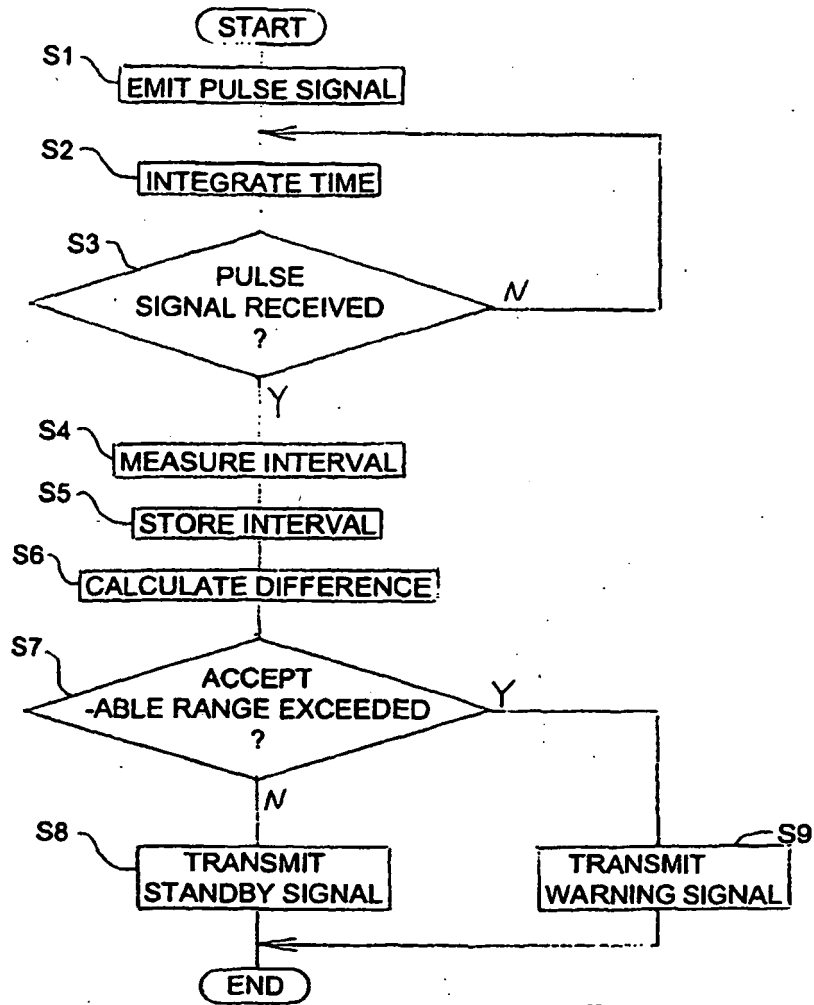 START
S1
EMIT PULSE SIGNAL
S2
INTEGRATE TIME
S3
PULSE
SIGNAL RECEIVED
?
N
Y
S4
MEASURE INTERVAL
S5
STORE INTERVAL
S6
CALCULATE DIFFERENCE
S7
ACCEPT
-ABLE RANGE EXCEEDED
?
Y
N
S8
TRANSMIT
STANDBY SIGNAL
S9
TRANSMIT
WARNING SIGNAL
END